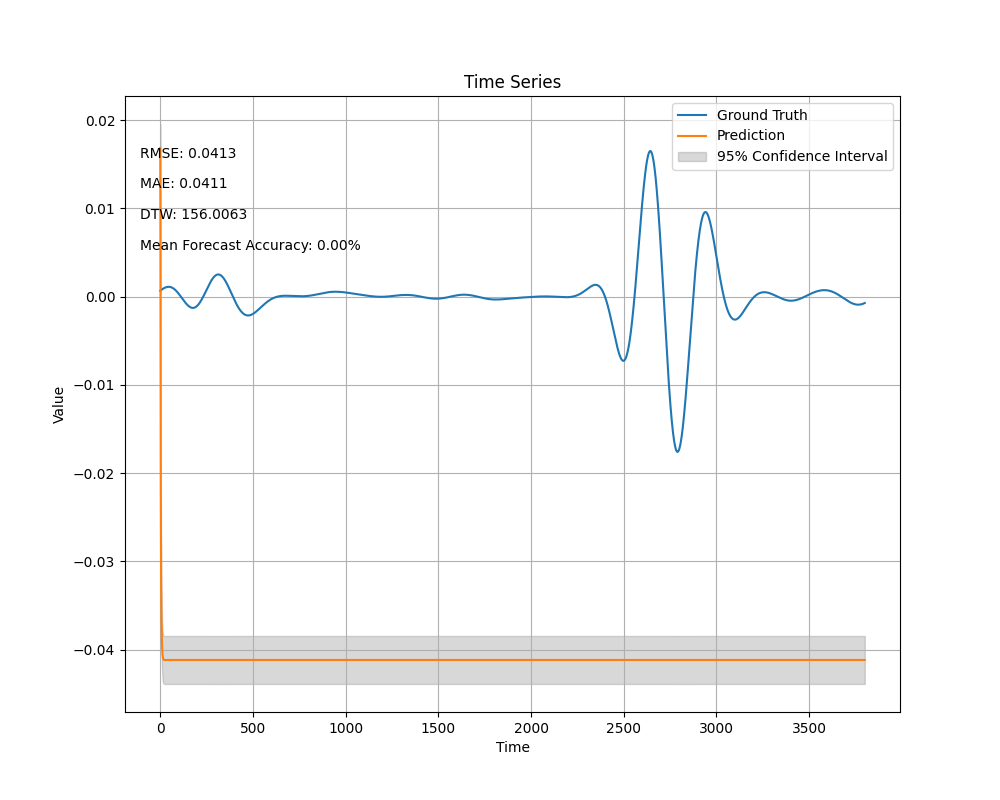 Time Series
Ground Truth
Prediction
95% Confidence Interval
RMSE: 0.0413
MAE: 0.0411
DTW: 156.0063
Mean Forecast Accuracy: 0.00%
0.02
0.01
0.00
−0.01
−0.02
−0.03
−0.04
Value
0 500 1000 1500 2000 2500 3000 3500
Time